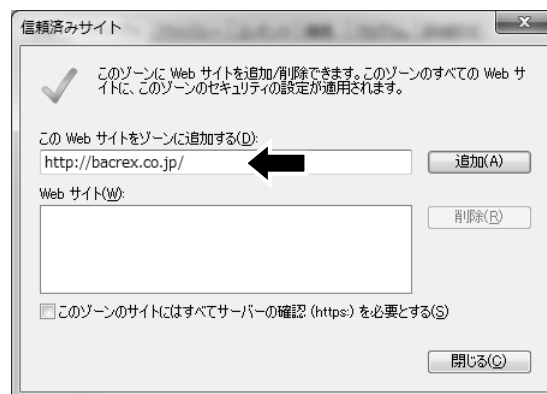 信頼済みサイト
x
このゾーンに Web サイトを追加/削除できます。このゾーンのすべての Web サ
イトに、このゾーンのセキュリティの設定が適用されます。
この Web サイトをゾーンに追加する(D):
http://bacrex.co.jp/
追加(A)
Web サイト(W):
削除(R)
このゾーンのサイトにはすべてサーバーの確認 (https:) を必要とする(S)
閉じる(C)